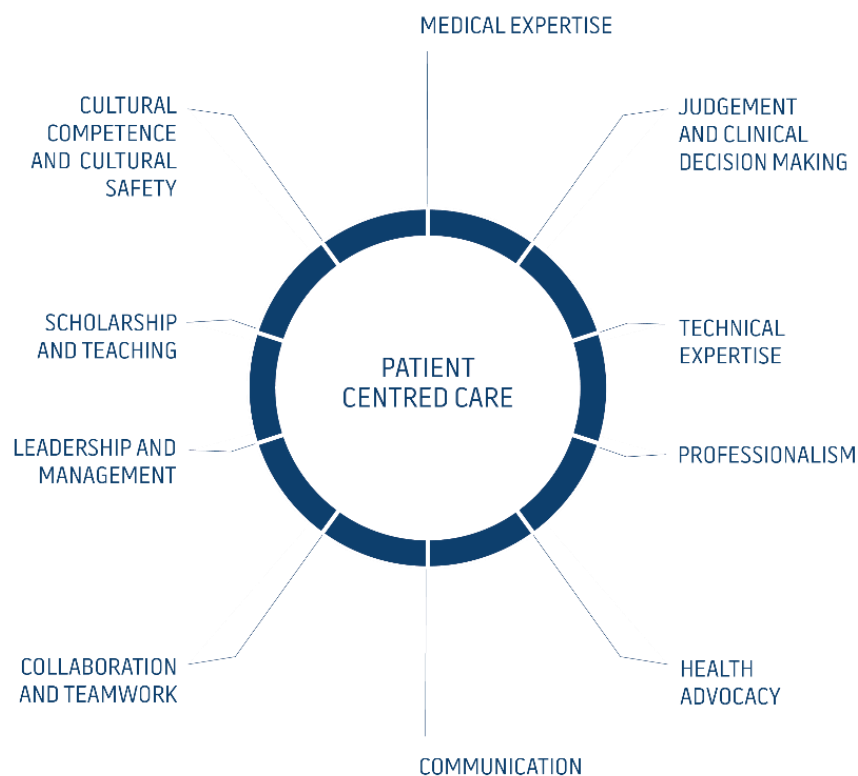 MEDICAL EXPERTISE
JUDGEMENT
AND CLINICAL
DECISION MAKING
TECHNICAL
EXPERTISE
PROFESSIONALISM
HEALTH
ADVOCACY
COMMUNICATION
COLLABORATION
AND TEAMWORK
LEADERSHIP AND
MANAGEMENT
SCHOLARSHIP
AND TEACHING
CULTURAL
COMPETENCE
AND CULTURAL
SAFETY
PATIENT
CENTRED CARE